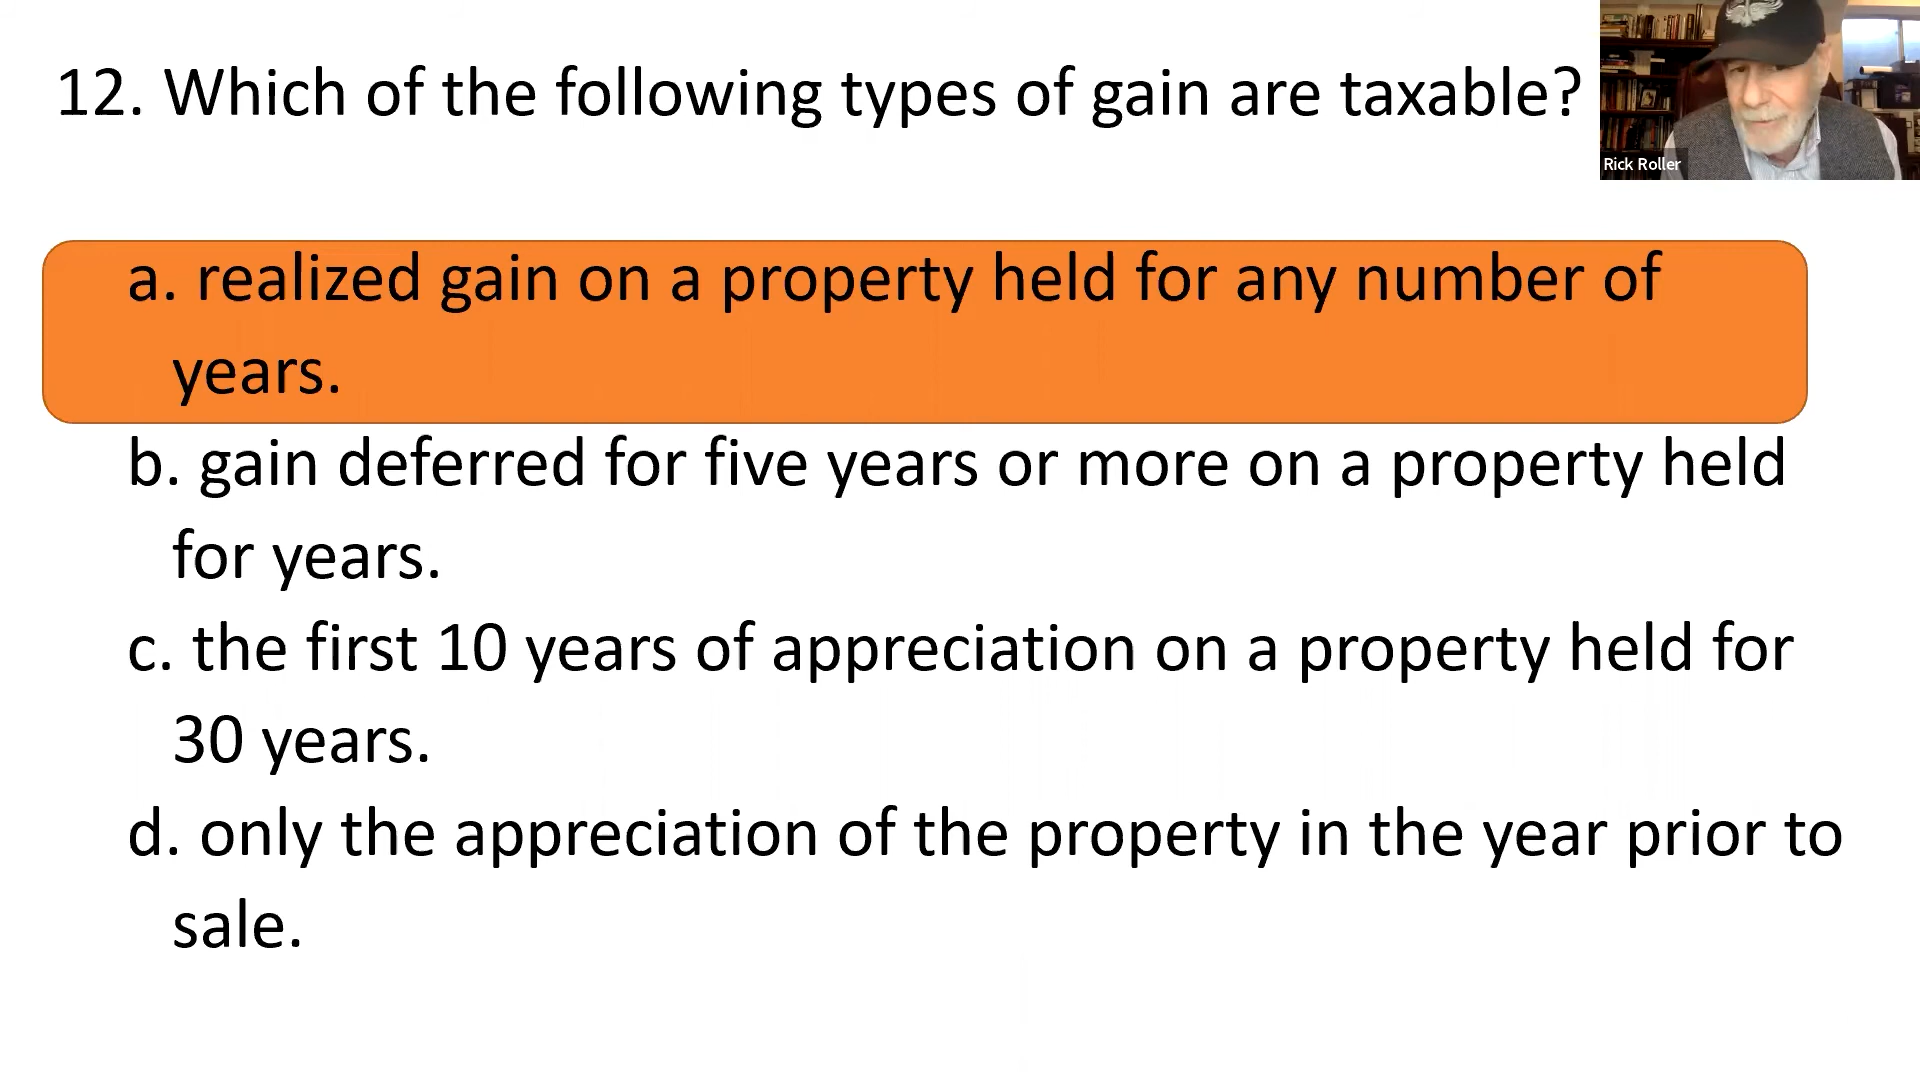 12. Which of the following types of gain are taxable?
Rick Roller
a. realized gain on a property held for any number of
years.
b. gain deferred for five years or more on a property held
for years.
c. the first 10 years of appreciation on a property held for
30 years.
d. only the appreciation of the property in the year prior to
sale.